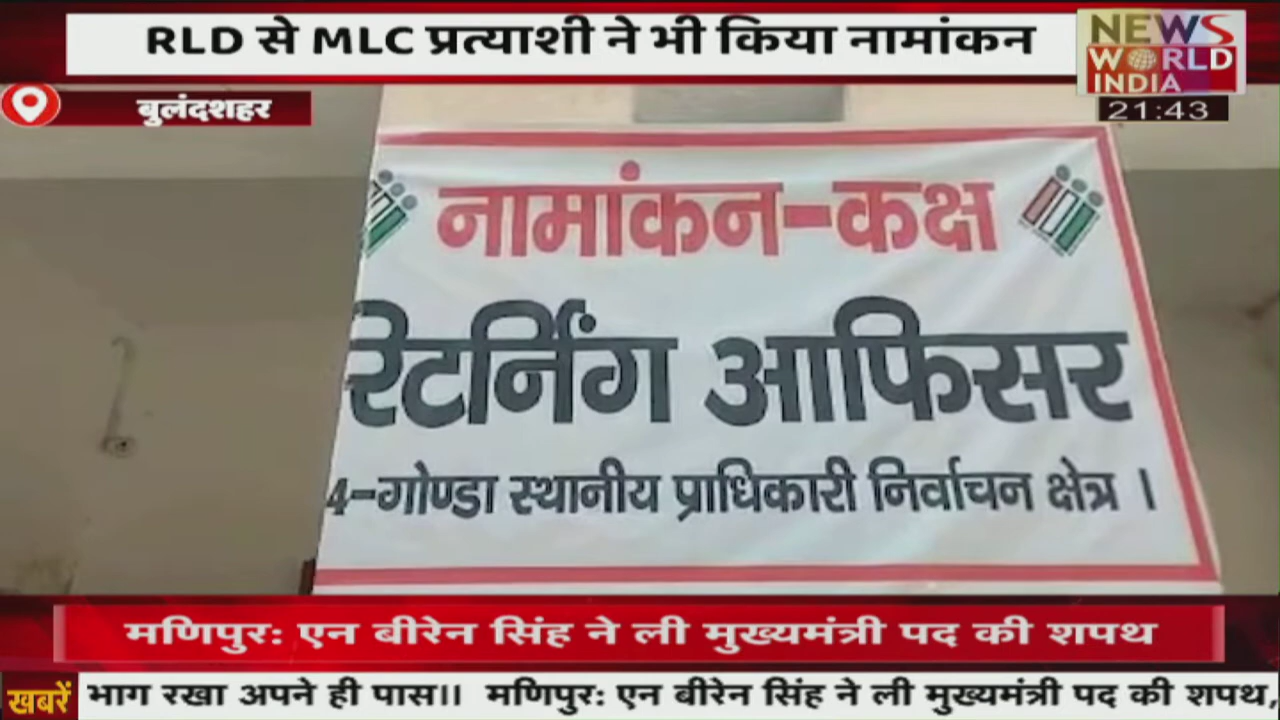 RLD से MLC प्रत्याशी ने भी किया नामांकन
NEWS
WORLD
INDIA
21:43
बुलंदशहर
नामांकन-कक्ष
रिटर्निंग आफिसर
4-गोण्डा स्थानीय प्राधिकारी निर्वाचन क्षेत्र ।
मणिपुर: एन बीरेन सिंह ने ली मुख्यमंत्री पद की शपथ
खबरें भाग रखा अपने ही पास।। मणिपुर: एन बीरेन सिंह ने ली मुख्यमंत्री पद की शपथ,